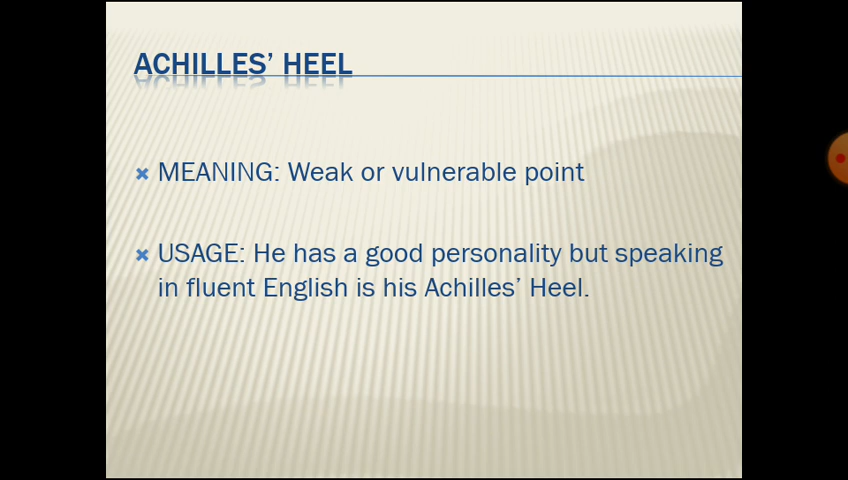 ACHILLES’ HEEL
MEANING: Weak or vulnerable point
USAGE: He has a good personality but speaking
in fluent English is his Achilles’ Heel.